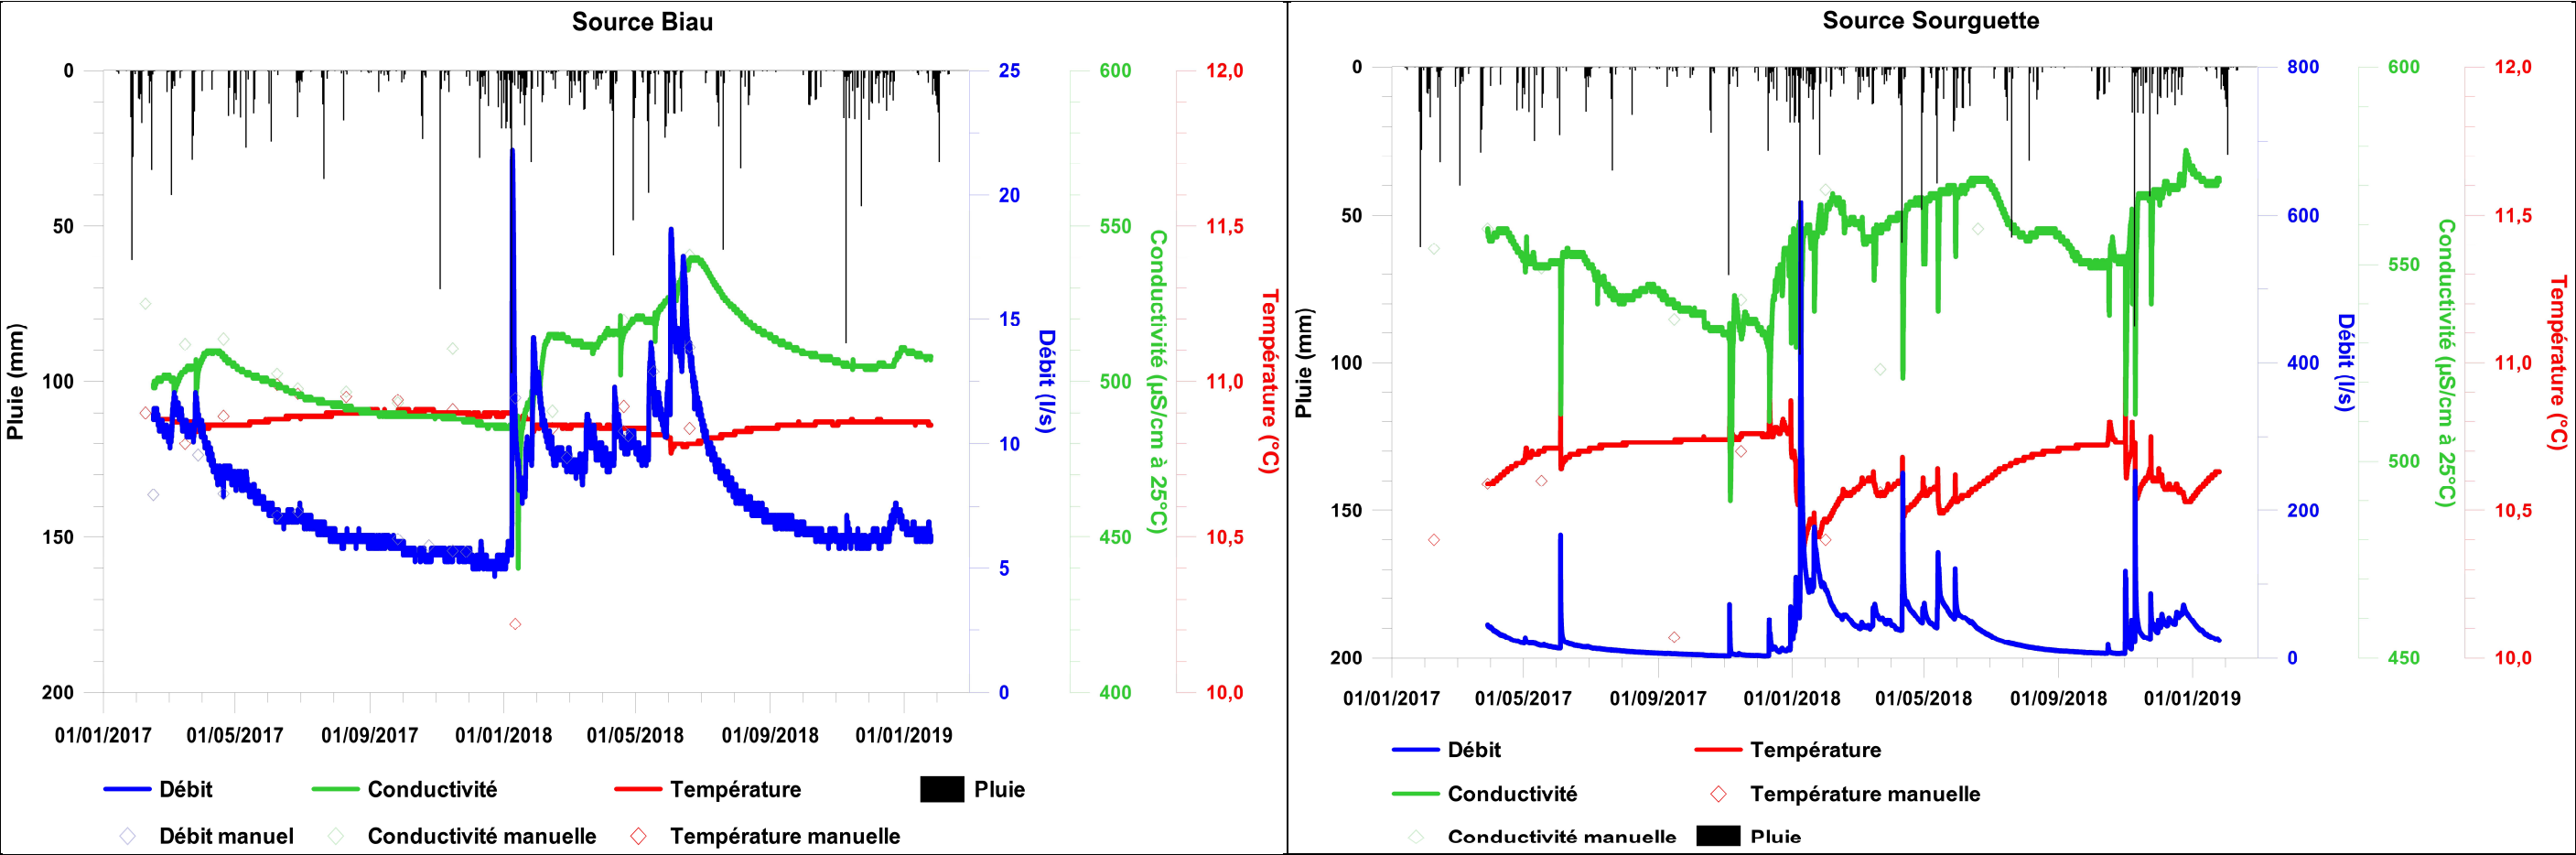 Source Biau
0
50
100
150
200
Pluie (mm)
25
20
15
10
5
0
Débit (l/s)
600
550
500
450
400
Conductivité (µS/cm à 25°C)
12,0
11,5
11,0
10,5
10,0
Température (°C)
01/01/2017 01/05/2017 01/09/2017 01/01/2018 01/05/2018 01/09/2018 01/01/2019
Débit Conductivité Température Pluie
Débit manuel Conductivité manuelle Température manuelle
Source Sourguette
0
50
100
150
200
Pluie (mm)
800
600
400
200
0
Débit (l/s)
600
550
500
450
Conductivité (µS/cm à 25°C)
12,0
11,5
11,0
10,5
10,0
Température (°C)
01/01/2017 01/05/2017 01/09/2017 01/01/2018 01/05/2018 01/09/2018 01/01/2019
Débit Température
Conductivité Température manuelle
Conductivité manuelle Pluie